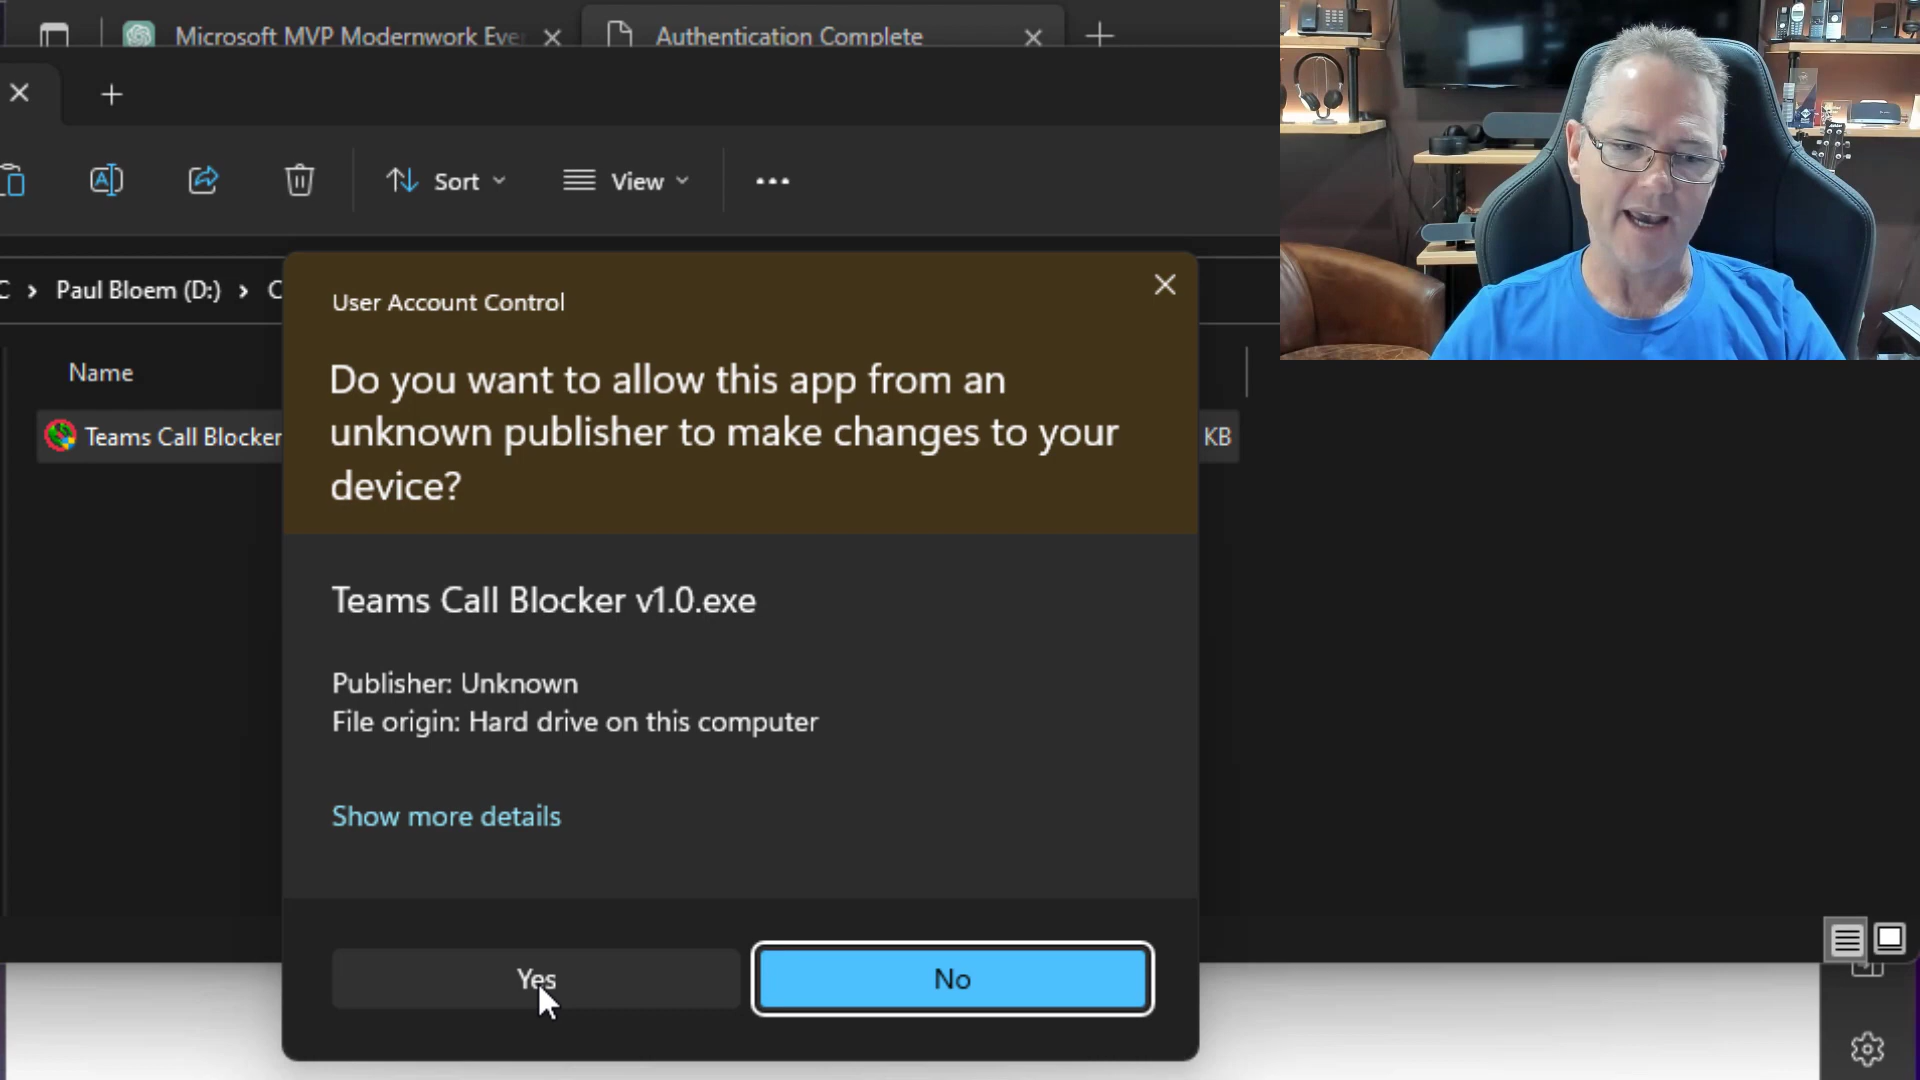 Microsoft MVP Modernwork Eve
Authentication Complete
Sort
View
C > Paul Bloem (D:) > C
Name
Teams Call Blocker
KB
User Account Control
Do you want to allow this app from an
unknown publisher to make changes to your
device?
Teams Call Blocker v1.0.exe
Publisher: Unknown
File origin: Hard drive on this computer
Show more details
Yes
No